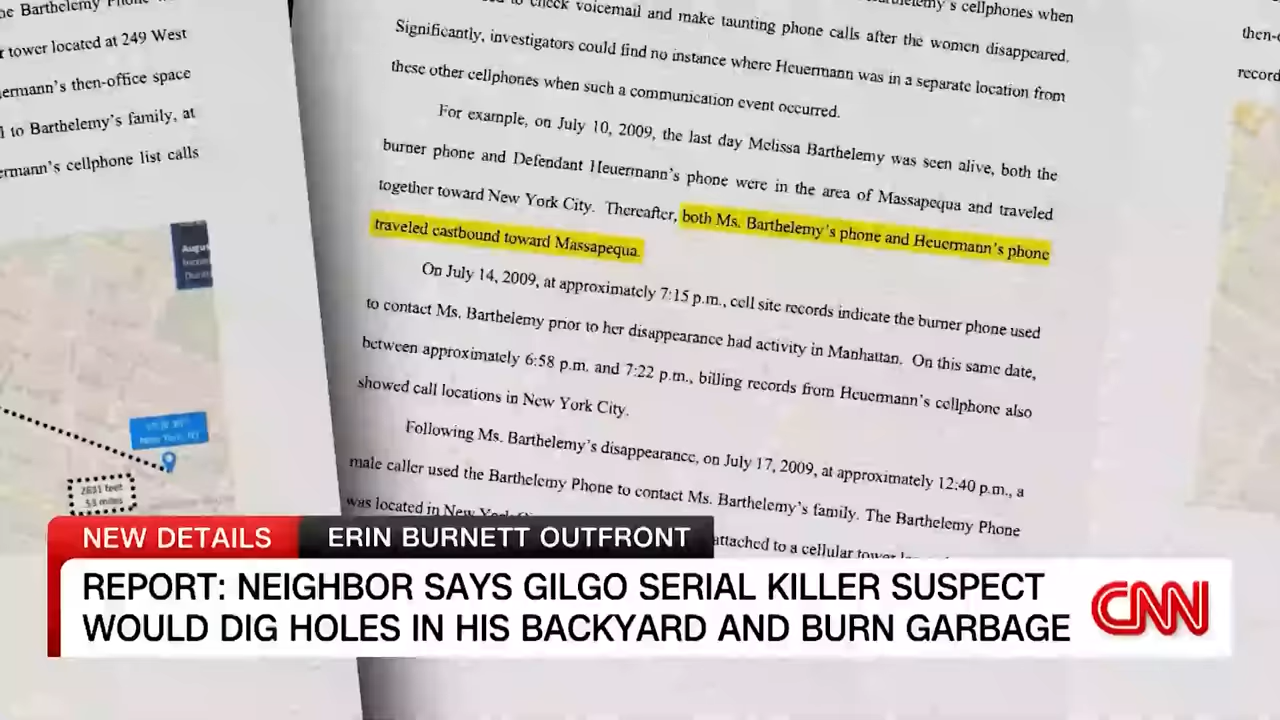 he Barthelemy Phone w
r tower located at 249 West
ermann's then-office space
l to Barthelemy's family, at
ermann's cellphone list calls
Augus
2831 feet
.53 miles
to check voicemail and make taunting phone calls after the women disappeared.
's cellphones when
Significantly, investigators could find no instance where Heuermann was in a separate location from
these other cellphones when such a communication event occurred.
For example, on July 10, 2009, the last day Melissa Barthelemy was seen alive, both the
burner phone and Defendant Heuermann's phone were in the area of Massapequa and traveled
together toward New York City. Thereafter, both Ms. Barthelemy's phone and Heuermann's phone
traveled eastbound toward Massapequa.
On July 14, 2009, at approximately 7:15 p.m., cell site records indicate the burner phone used
to contact Ms. Barthelemy prior to her disappearance had activity in Manhattan. On this same date,
between approximately 6:58 p.m. and 7:22 p.m., billing records from Heuermann's cellphone also
showed call locations in New York City.
Following Ms. Barthelemy's disappearance, on July 17, 2009, at approximately 12:40 p.m., a
male caller used the Barthelemy Phone to contact Ms. Barthelemy's family. The Barthelemy Phone
was located in New York
attached to a cellular tower
then-o
record
NEW DETAILS
ERIN BURNETT OUTFRONT
REPORT: NEIGHBOR SAYS GILGO SERIAL KILLER SUSPECT
WOULD DIG HOLES IN HIS BACKYARD AND BURN GARBAGE
CNN